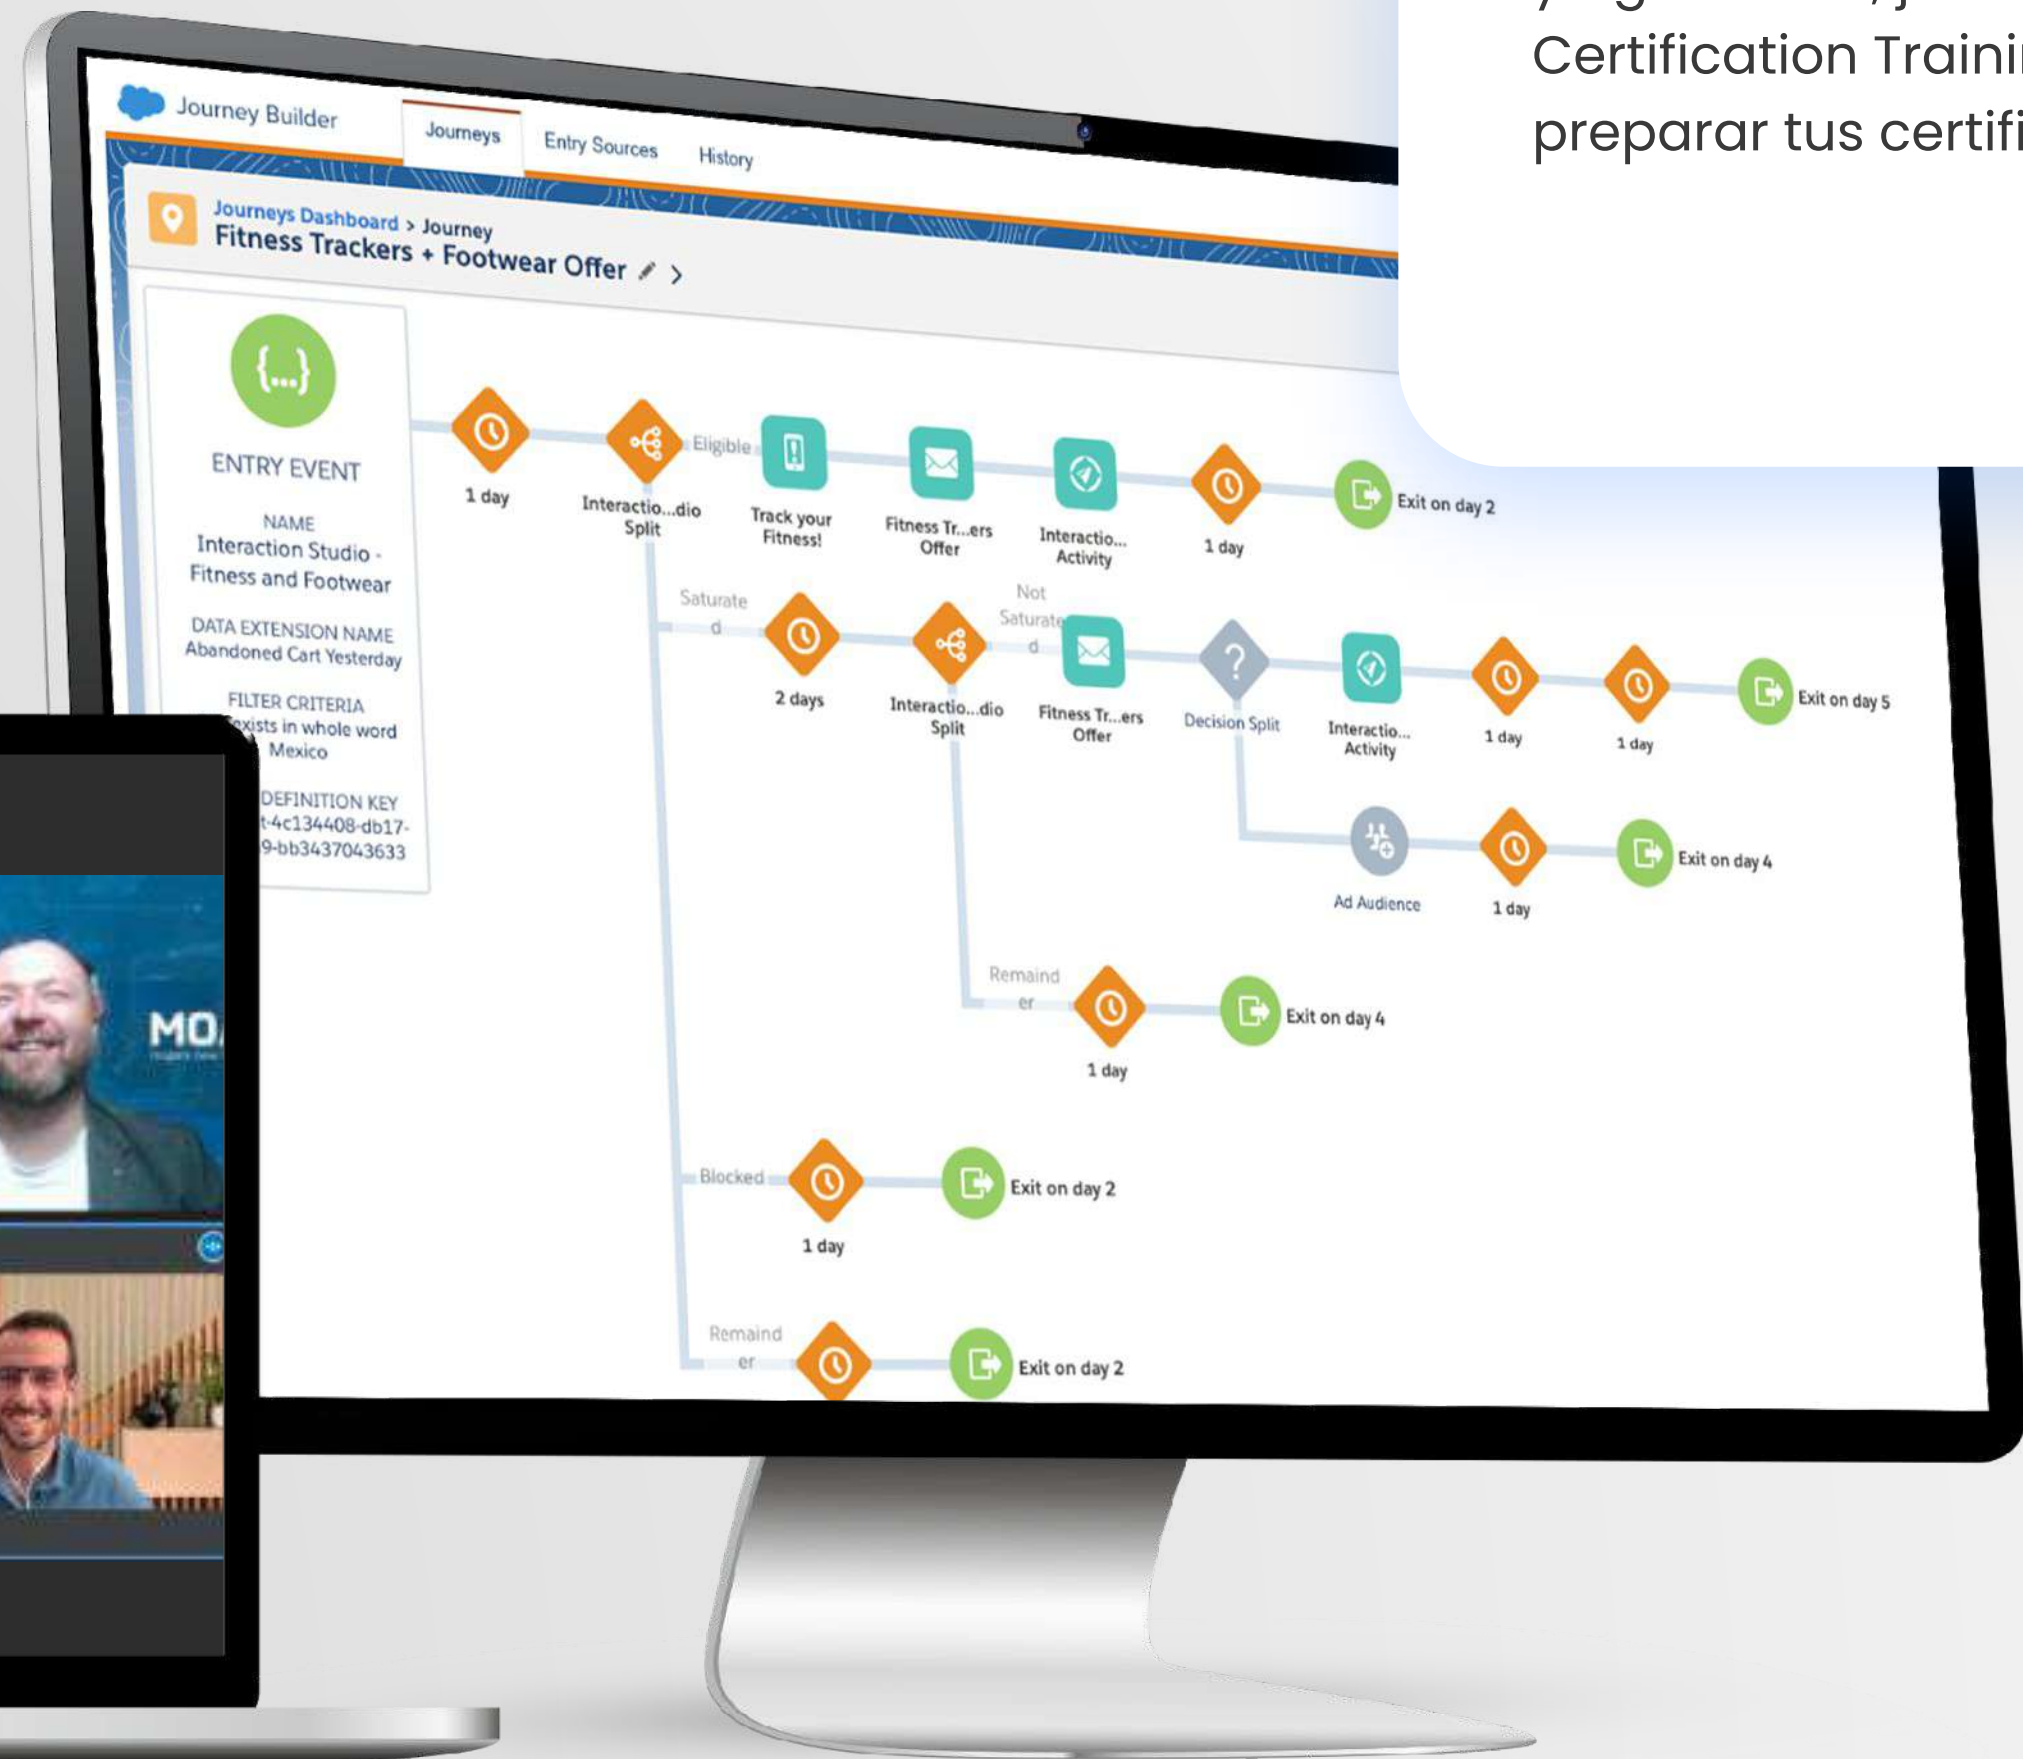 Certification
preparar tus
Journey Builder
Journeys
Entry Sources
History
Journeys Dashboard > Journey
Fitness Trackers + Footwear Offer
{...}
ENTRY EVENT
NAME
Interaction Studio -
Fitness and Footwear
DATA EXTENSION NAME
Abandoned Cart Yesterday
FILTER CRITERIA
exists in whole word
Mexico
DEFINITION KEY
t-4c134408-db17-
9-bb3437043633
1 day
Interactio...dio
Split
Eligible
Track your
Fitness!
Fitness Tr...ers
Offer
Interactio...
Activity
1 day
Exit on day 2
Saturate
d
2 days
Interactio...dio
Split
Not
Saturate
d
Fitness Tr...ers
Offer
Decision Split
Interactio...
Activity
1 day
1 day
Exit on day 5
Ad Audience
1 day
Exit on day 4
Remaind
er
1 day
Exit on day 4
Blocked
1 day
Exit on day 2
Remaind
er
Exit on day 2